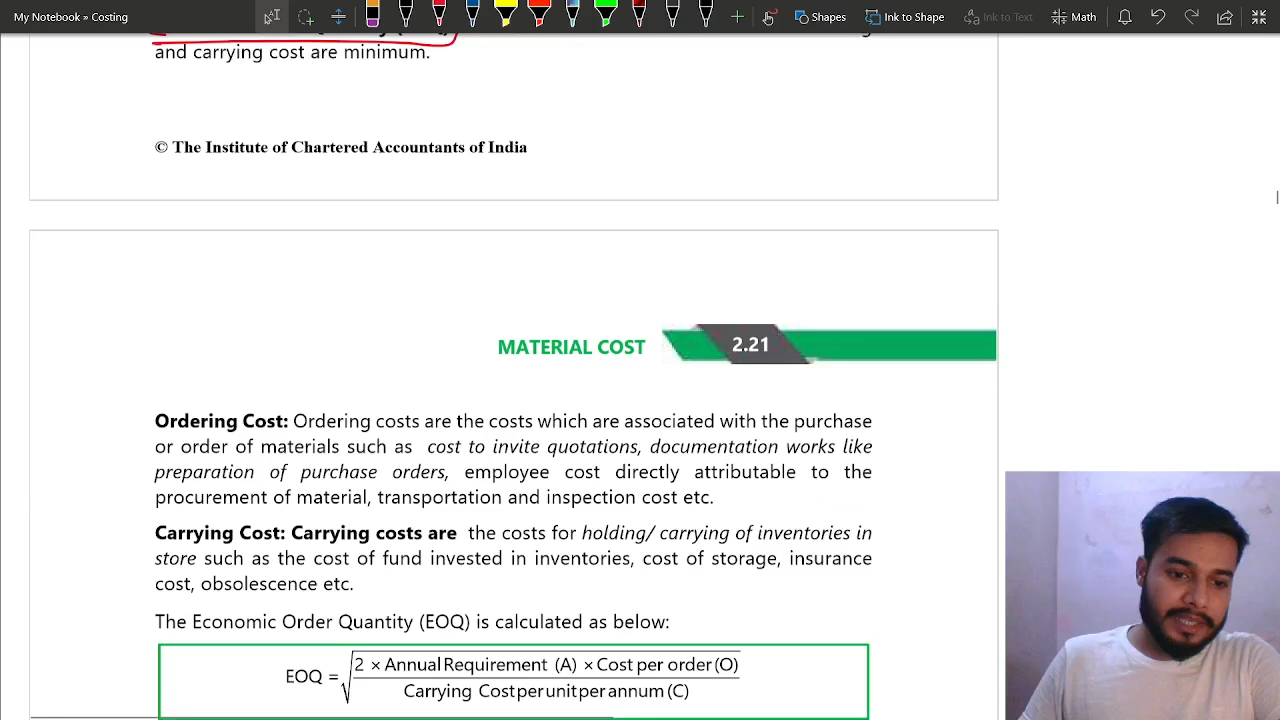 My Notebook » Costing
Shapes
Ink to Shape
Ink to Text
Math
and carrying cost are minimum.
© The Institute of Chartered Accountants of India
MATERIAL COST
2.21
Ordering Cost: Ordering costs are the costs which are associated with the purchase
or order of materials such as cost to invite quotations, documentation works like
preparation of purchase orders, employee cost directly attributable to the
procurement of material, transportation and inspection cost etc.
Carrying Cost: Carrying costs are the costs for holding/ carrying of inventories in
store such as the cost of fund invested in inventories, cost of storage, insurance
cost, obsolescence etc.
The Economic Order Quantity (EOQ) is calculated as below:
EOQ = √
2 × Annual Requirement (A) × Cost per order (O)
Carrying Cost per unit per annum (C)